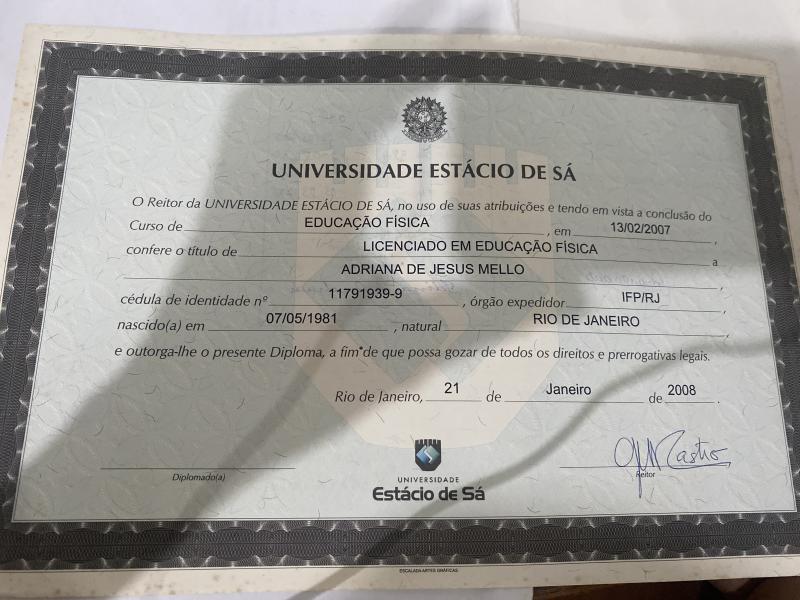 UNIVERSIDADE ESTÁCIO DE SÁ
O Reitor da UNIVERSIDADE ESTÁCIO DE SÁ, no uso de suas atribuições e tendo em vista a conclusão do
Curso de EDUCAÇÃO FÍSICA , em 13/02/2007 ,
confere o título de LICENCIADO EM EDUCAÇÃO FÍSICA a
ADRIANA DE JESUS MELLO ,
cédula de identidade nº 11791939-9 , órgão expedidor IFP/RJ ,
nascido(a) em 07/05/1981 , natural RIO DE JANEIRO ,
e outorga-lhe o presente Diploma, a fim de que possa gozar de todos os direitos e prerrogativas legais.
Rio de Janeiro, 21 de Janeiro de 2008 .
Diplomado(a)
Reitor
UNIVERSIDADE
Estácio de Sá
ESCALADA ARTES GRÁFICAS